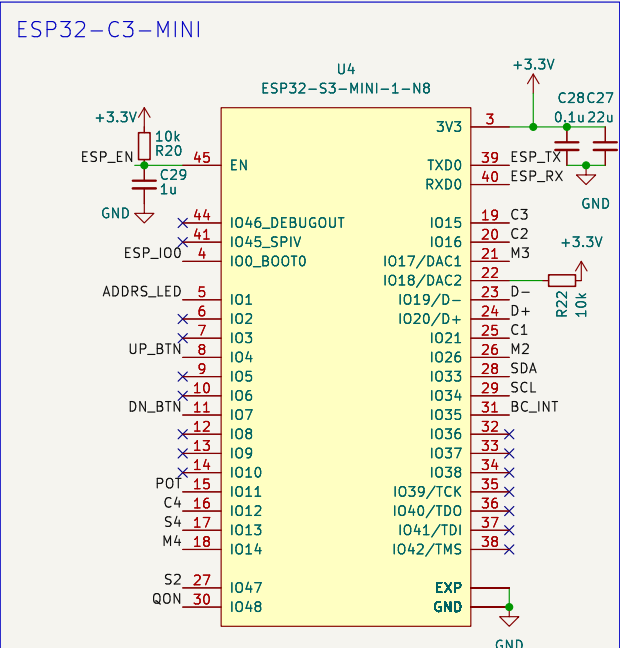 ESP32-C3-MINI
U4
ESP32-S3-MINI-1-N8
+3.3V
C28 C27
0.1u 22u
GND
+3.3V
10k
R20
ESP_EN
C29
1u
GND
45 EN
44 IO46_DEBUGOUT
41 IO45_SPIV
ESP_IO0 4 IO0_BOOT0
ADDRS_LED 5 IO1
6 IO2
7 IO3
UP_BTN 8 IO4
9 IO5
10 IO6
DN_BTN 11 IO7
12 IO8
13 IO9
14 IO10
POT 15 IO11
C4 16 IO12
S4 17 IO13
M4 18 IO14
S2 27 IO47
QON 30 IO48
3V3 3
TXD0 39 ESP_TX
RXD0 40 ESP_RX
IO15 19 C3
IO16 20 C2
IO17/DAC1 21 M3
IO18/DAC2 22
+3.3V
R22
10k
IO19/D- 23 D-
IO20/D+ 24 D+
IO21 25 C1
IO26 26 M2
IO33 28 SDA
IO34 29 SCL
IO35 31 BC_INT
IO36 32
IO37 33
IO38 34
IO39/TCK 35
IO40/TDO 36
IO41/TDI 37
IO42/TMS 38
EXP
GND
GND